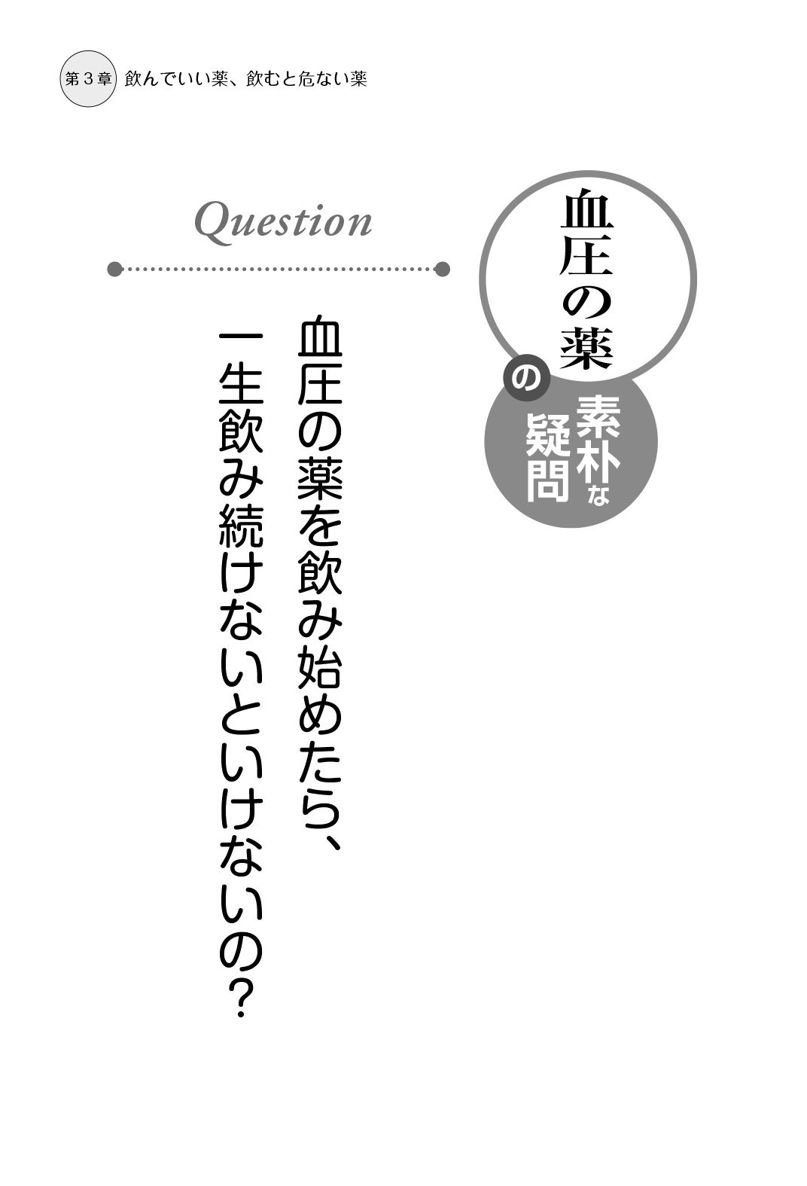 第3章 飲んでいい薬、飲むと危ない薬
血圧の薬
の
素朴な
疑問
Question
血圧の薬を飲み始めたら、
一生飲み続けないといけないの?